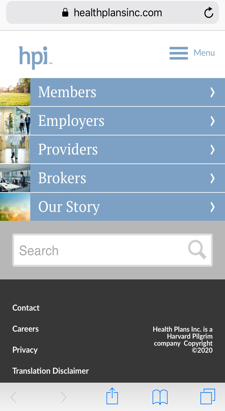 healthplansinc.com
hpi
Menu
Members
Employers
Providers
Brokers
Our Story
Search
Contact
Careers
Privacy
Translation Disclaimer
Health Plans Inc. is a
Harvard Pilgrim
company Copyright
©2020